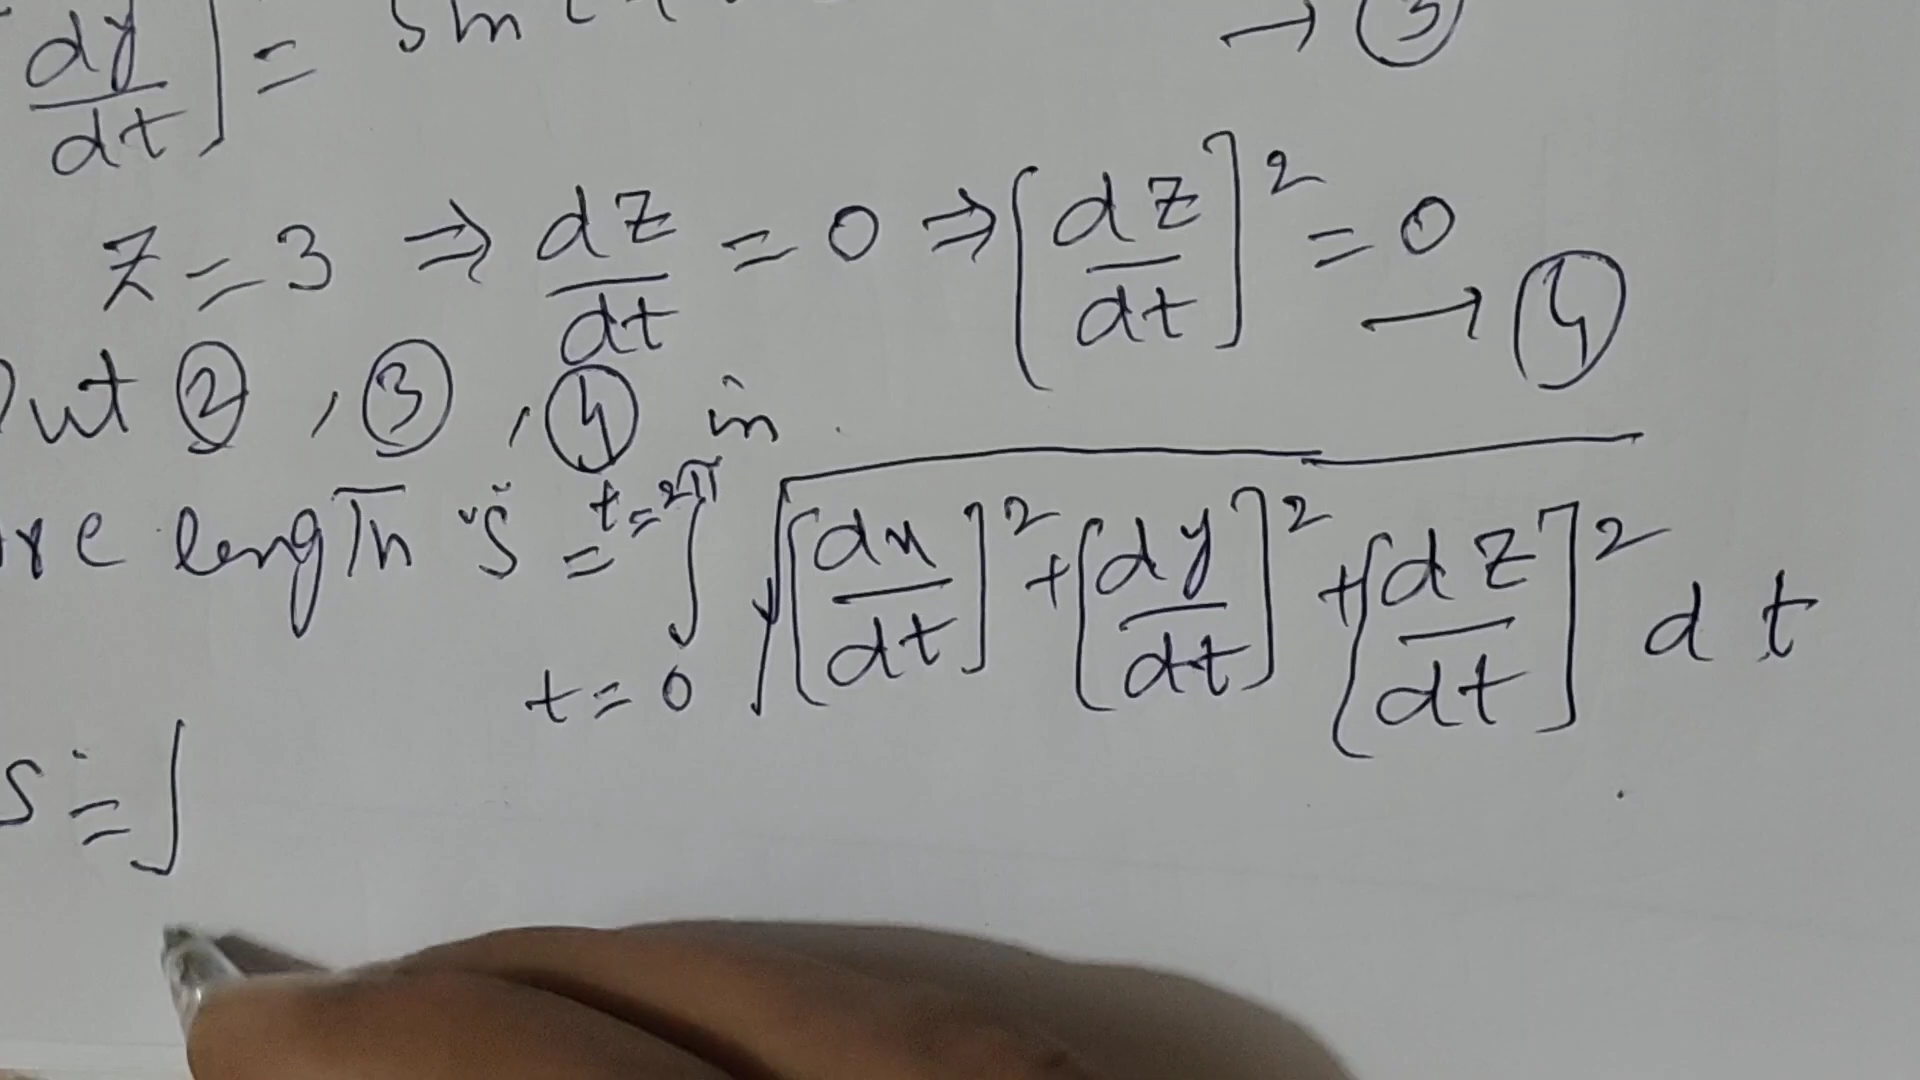 dy/dt] = sin
→ ③
z = 3 ⇒ dz/dt = 0 ⇒ [dz/dt]² = 0 → ④
Put ②, ③, ④ in
length "s" = ∫_{t=0}^{t=2π} √([dx/dt]² + [dy/dt]² + [dz/dt]²) dt
s = ∫